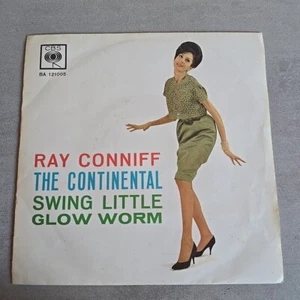 CBS
BA 121008
RAY CONNIFF
THE CONTINENTAL
SWING LITTLE
GLOW WORM